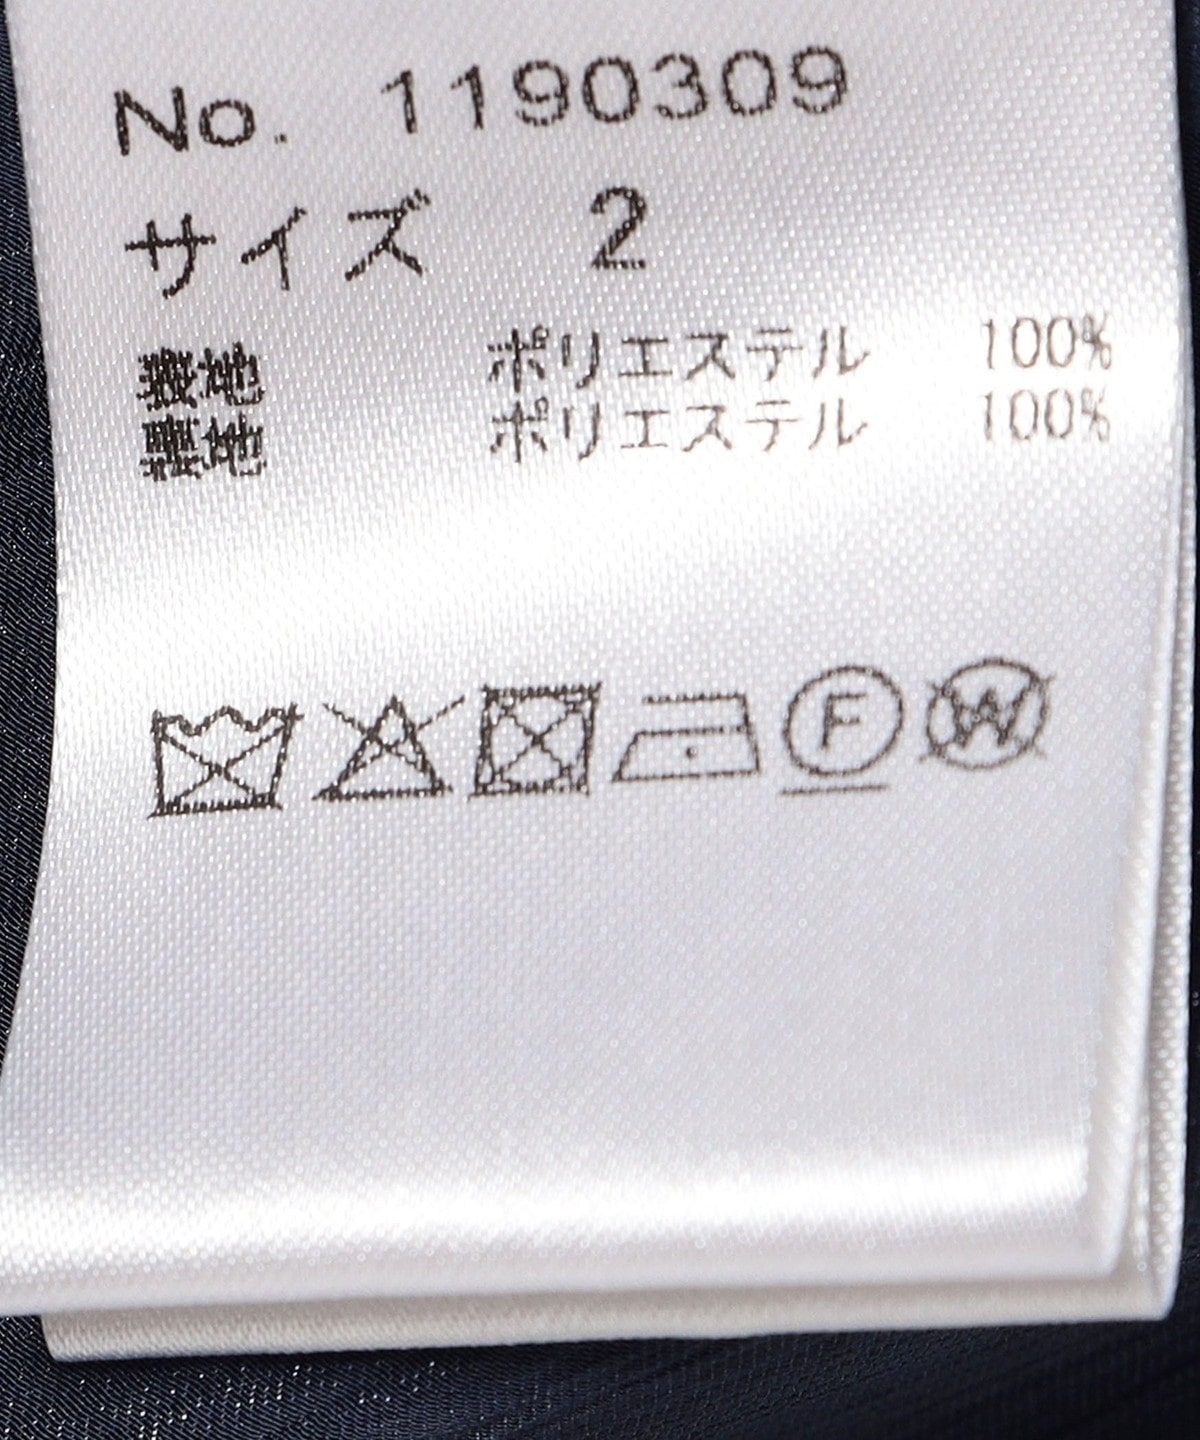 No. 1190309
サイズ 2
表地 ポリエステル 100%
裏地 ポリエステル 100%
F W